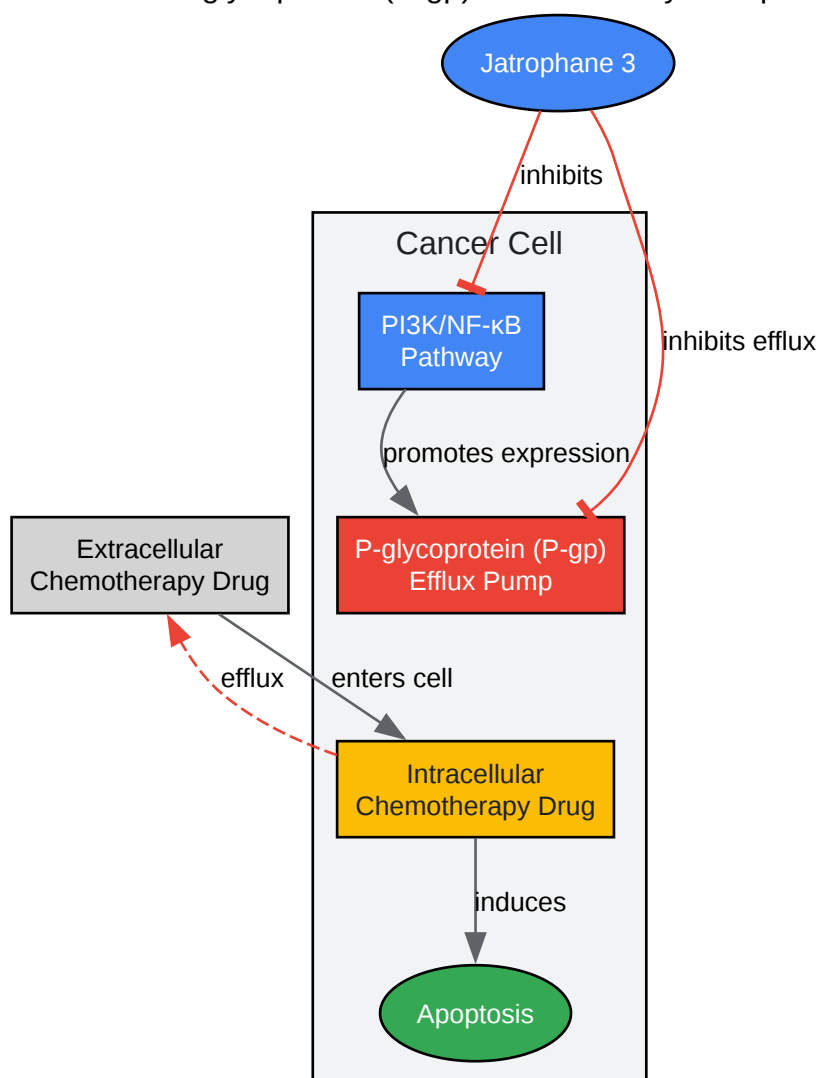 Jatrophane 3
inhibits
Cancer Cell
PI3K/NF-κB
Pathway
inhibits efflux
promotes expression
Extracellular
Chemotherapy Drug
P-glycoprotein (P-gp)
Efflux Pump
efflux
enters cell
Intracellular
Chemotherapy Drug
induces
Apoptosis